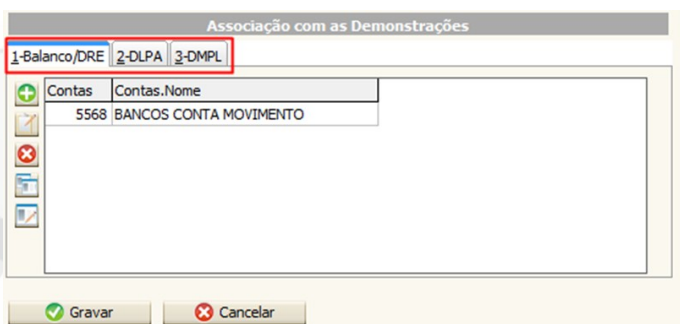 Associação com as Demonstrações
1-Balanco/DRE 2-DLPA 3-DMPL
Contas Contas.Nome
5568 BANCOS CONTA MOVIMENTO
Gravar Cancelar